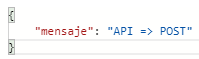 {
"mensaje": "API => POST"
}